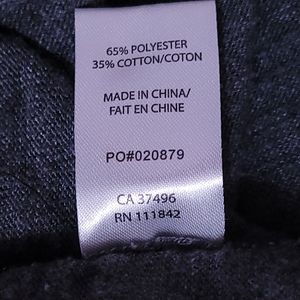 65% POLYESTER
35% COTTON/COTON
MADE IN CHINA/
FAIT EN CHINE
PO#020879
CA 37496
RN 111842